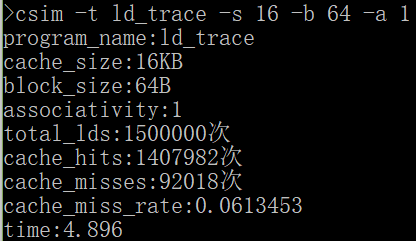 >csim -t ld_trace -s 16 -b 64 -a 1
program_name:ld_trace
cache_size:16KB
block_size:64B
associativity:1
total_lds:1500000次
cache_hits:1407982次
cache_misses:92018次
cache_miss_rate:0.0613453
time:4.896